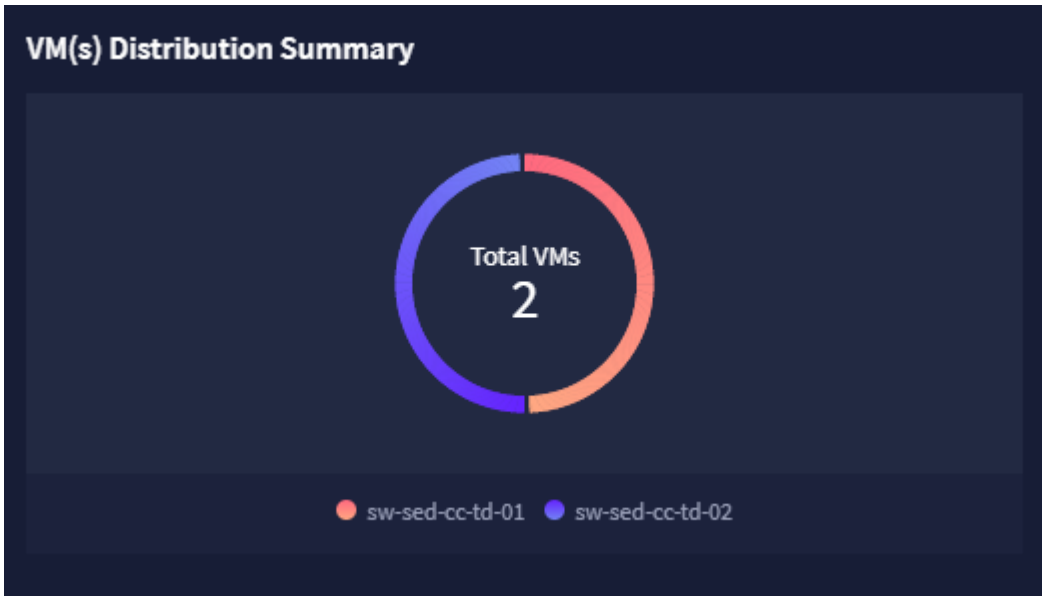 VM(s) Distribution Summary
Total VMs
2
sw-sed-cc-td-01 sw-sed-cc-td-02